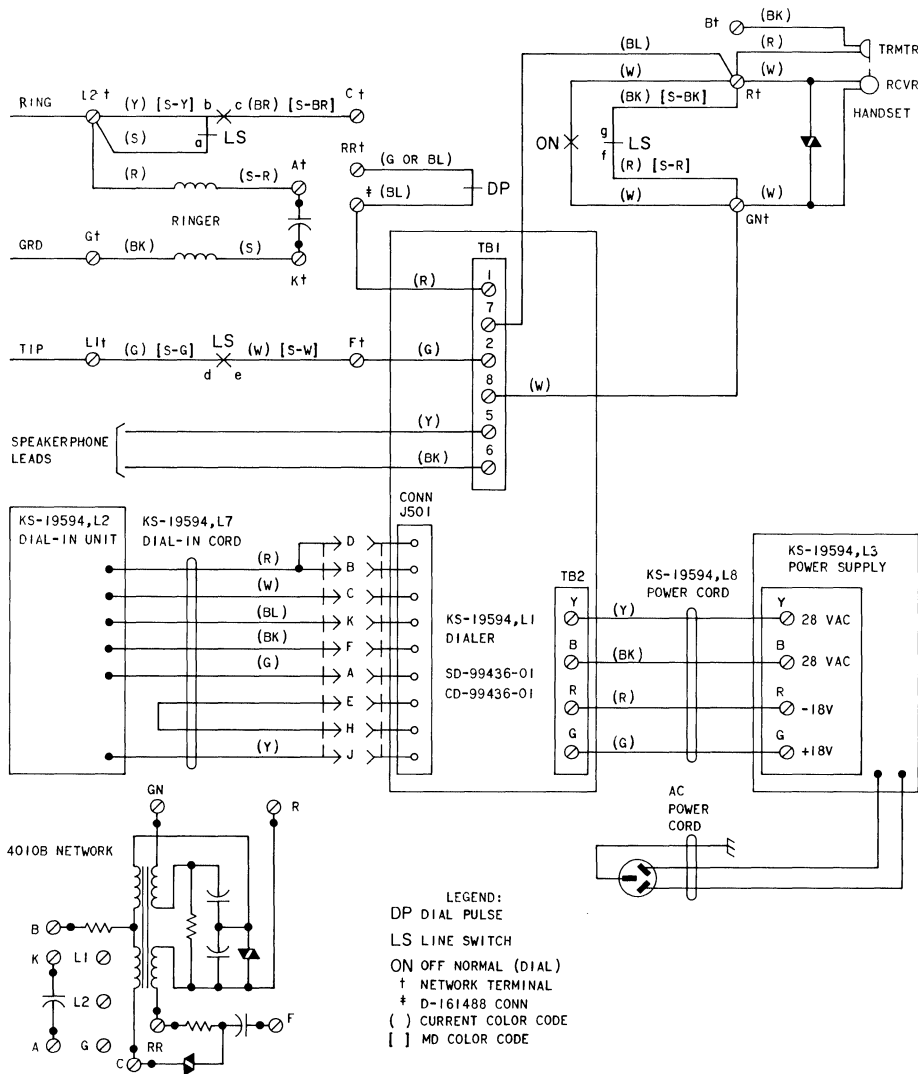 B†
(BK)
(R)
TRMTR
(BL)
(W)
R†
(W)
RCVR
HANDSET
RING
L2†
(Y) [S-Y]
b
c
(BR) [S-BR]
C†
(S)
a
LS
(BK) [S-BK]
ON
g
LS
f
(R) [S-R]
(W)
(W)
GN†
RR†
(G OR BL)
DP
‡ (BL)
(R)
(S-R)
A†
RINGER
GRD
G†
(BK)
(S)
K†
TB1
1
(R)
7
TIP
L1†
(G) [S-G]
LS
(W) [S-W]
F†
(G)
2
d
e
8
(W)
SPEAKERPHONE
LEADS
(Y)
5
(BK)
6
KS-19594,L2
DIAL-IN UNIT
KS-19594,L7
DIAL-IN CORD
CONN
J501
(R)
D
B
(W)
C
(BL)
K
(BK)
F
(G)
A
E
H
(Y)
J
KS-19594,L1
DIALER
SD-99436-01
CD-99436-01
TB2
Y
B
R
G
KS-19594,L8
POWER CORD
(Y)
(BK)
(R)
(G)
KS-19594,L3
POWER SUPPLY
Y
28 VAC
B
28 VAC
R
-18V
G
+18V
AC
POWER
CORD
4010B NETWORK
GN
R
B
K
L1
L2
A
G
RR
C
F
LEGEND:
DP DIAL PULSE
LS LINE SWITCH
ON OFF NORMAL (DIAL)
† NETWORK TERMINAL
‡ D-161488 CONN
( ) CURRENT COLOR CODE
[ ] MD COLOR CODE